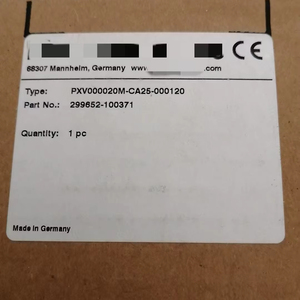 CE
68307 Mannheim, Germany www. .com
Type: PXV000020M-CA25-000120
Part No.: 299652-100371
Quantity: 1 pc
Made in Germany